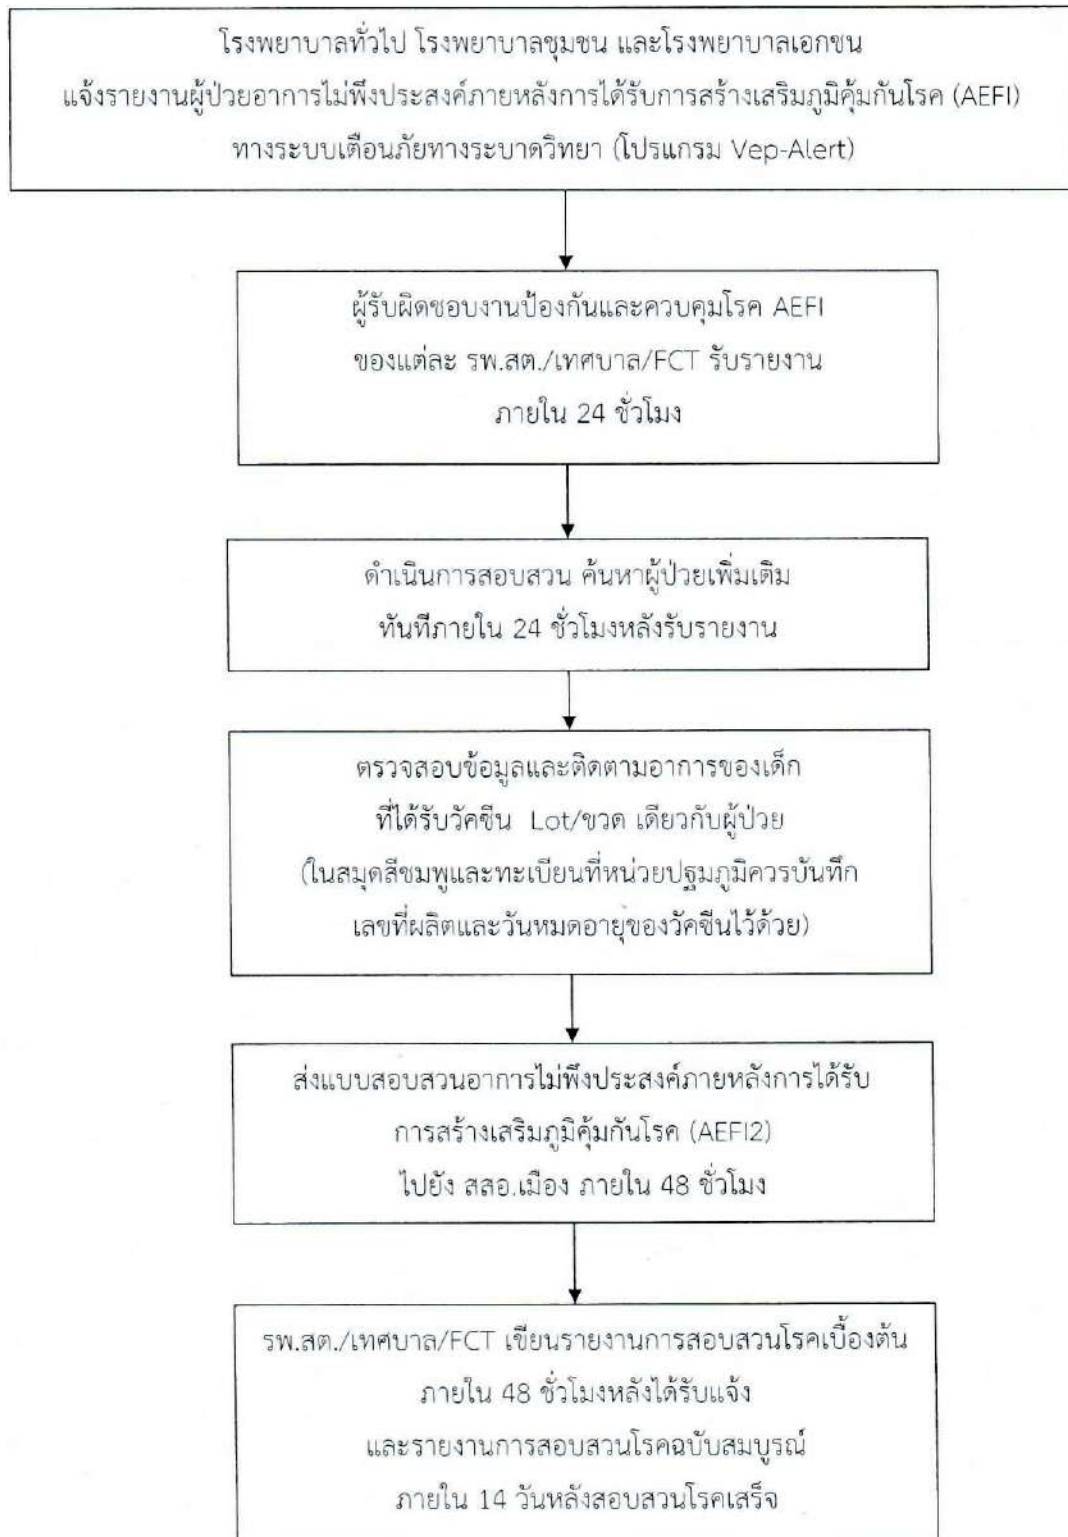 โรงพยาบาลทั่วไป โรงพยาบาลชุมชน และโรงพยาบาลเอกชน
แจ้งรายงานผู้ป่วยอาการไม่พึงประสงค์ภายหลังการได้รับการสร้างเสริมภูมิคุ้มกันโรค (AEFI)
ทางระบบเตือนภัยทางระบาดวิทยา (โปรแกรม Vep-Alert)
ผู้รับผิดชอบงานป้องกันและควบคุมโรค AEFI
ของแต่ละ รพ.สต./เทศบาล/FCT รับรายงาน
ภายใน 24 ชั่วโมง
ดำเนินการสอบสวน ค้นหาผู้ป่วยเพิ่มเติม
ทันทีภายใน 24 ชั่วโมงหลังรับรายงาน
ตรวจสอบข้อมูลและติดตามอาการของเด็ก
ที่ได้รับวัคซีน Lot/ขวด เดียวกับผู้ป่วย
(ในสมุดสีชมพูและทะเบียนที่หน่วยปฐมภูมิควรบันทึก
เลขที่ผลิตและวันหมดอายุของวัคซีนไว้ด้วย)
ส่งแบบสอบสวนอาการไม่พึงประสงค์ภายหลังการได้รับ
การสร้างเสริมภูมิคุ้มกันโรค (AEFI2)
ไปยัง สสอ.เมือง ภายใน 48 ชั่วโมง
รพ.สต./เทศบาล/FCT เขียนรายงานการสอบสวนโรคเบื้องต้น
ภายใน 48 ชั่วโมงหลังได้รับแจ้ง
และรายงานการสอบสวนโรคฉบับสมบูรณ์
ภายใน 14 วันหลังสอบสวนโรคเสร็จ